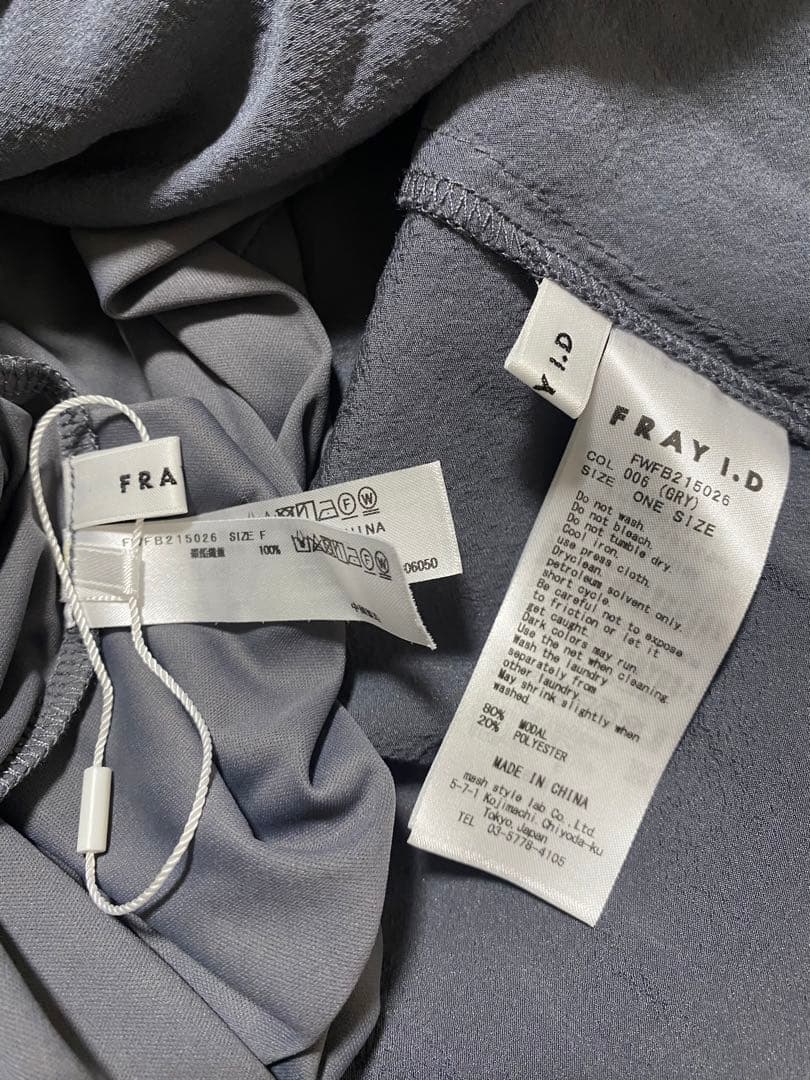 FRA
CHINA
06050
FWFB215026 SIZE F
100%
Y I.D
FRAY I.D
FWFB215026
COL 006 (GRY)
SIZE ONE SIZE
Do not wash.
Do not bleach.
Do not tumble dry.
Cool iron.
use press cloth.
Dryclean.
petroleum solvent only.
short cycle.
Be careful not to expose
to friction or let it
get caught.
Dark colors may run.
Use the net when cleaning.
Wash the laundry
separately from
other laundry.
May shrink slightly when
washed.
80% MODAL
20% POLYESTER
MADE IN CHINA
mash style lab Co., Ltd.
5-7-1 Kojimachi, Chiyoda-ku
Tokyo, Japan
TEL 03-5778-4105